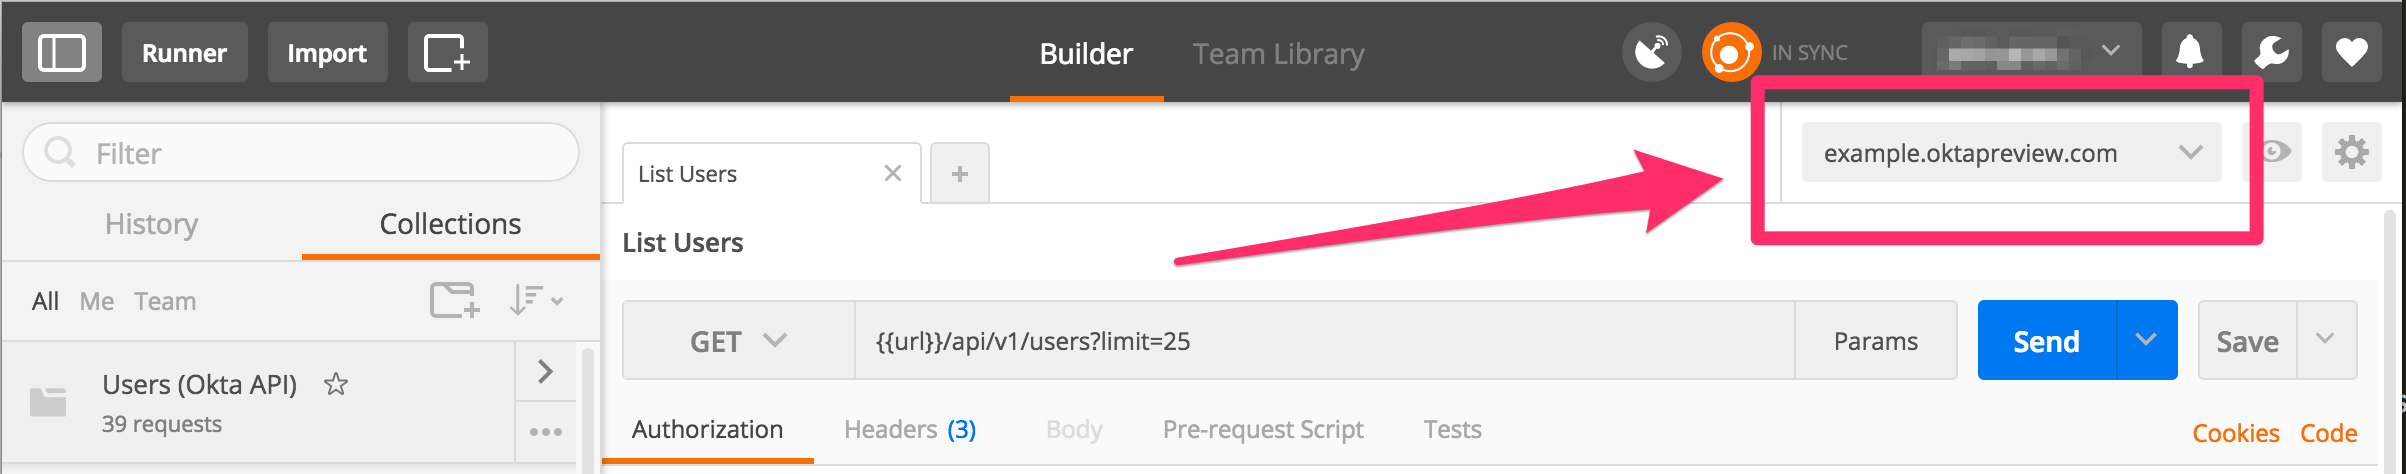 Runner
Import
Builder
Team Library
IN SYNC
Filter
List Users
example.oktapreview.com
History
Collections
List Users
All Me Team
GET
{{url}}/api/v1/users?limit=25
Params
Send
Save
Users (Okta API)
39 requests
Authorization
Headers (3)
Body
Pre-request Script
Tests
Cookies
Code